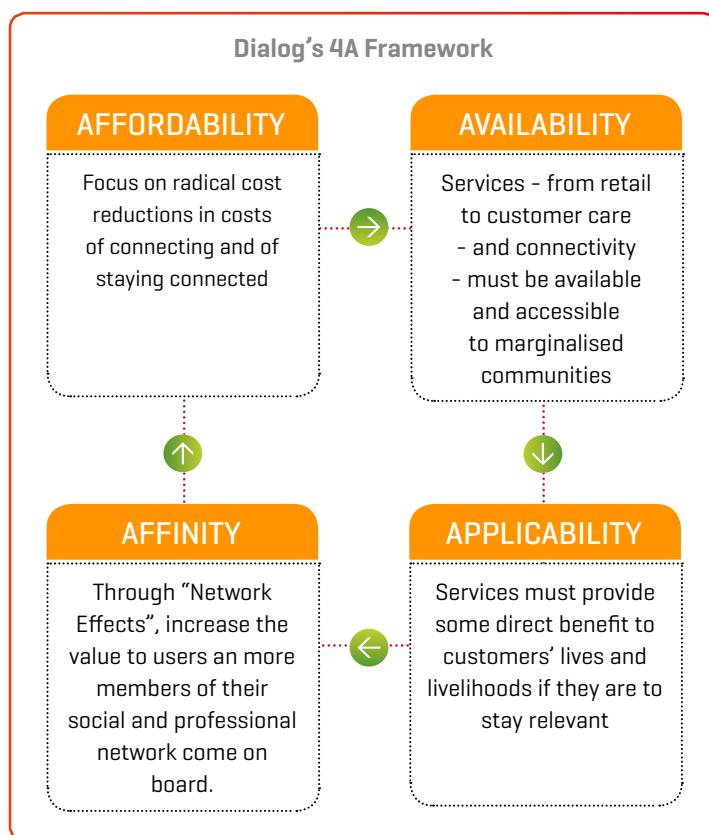 Dialog's 4A Framework
AFFORDABILITY
Focus on radical cost
reductions in costs
of connecting and of
staying connected
AVAILABILITY
Services - from retail
to customer care
- and connectivity
- must be available
and accessible
to marginalised
communities
AFFINITY
Through “Network
Effects”, increase the
value to users an more
members of their
social and professional
network come on
board.
APPLICABILITY
Services must provide
some direct benefit to
customers’ lives and
livelihoods if they are to
stay relevant